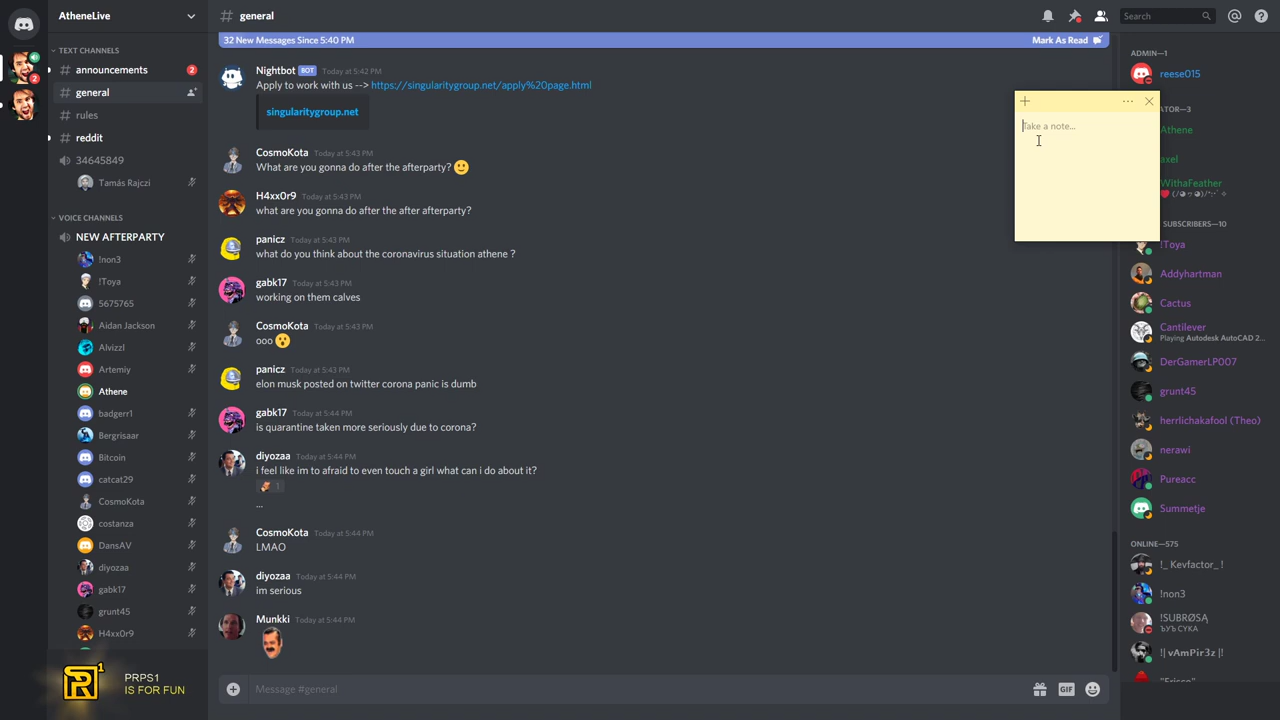 AtheneLive
TEXT CHANNELS
# announcements 2
# general
# rules
# reddit
34645849
Tamás Rajczi
VOICE CHANNELS
NEW AFTERPARTY
!non3
!Toya
5675765
Aidan Jackson
Alvizzl
Artemiy
Athene
badgerr1
Bergrisaar
Bitcoin
catcat29
CosmoKota
costanza
DansAV
diyozaa
gabk17
grunt45
H4xx0r9
PRPS1
IS FOR FUN
2
# general
Search
32 New Messages Since 5:40 PM
Mark As Read
Nightbot BOT Today at 5:42 PM
Apply to work with us --> https://singularitygroup.net/apply%20page.html
singularitygroup.net
CosmoKota Today at 5:43 PM
What are you gonna do after the afterparty? 🙂
H4xx0r9 Today at 5:43 PM
what are you gonna do after the after afterparty?
panicz Today at 5:43 PM
what do you think about the coronavirus situation athene ?
gabk17 Today at 5:43 PM
working on them calves
CosmoKota Today at 5:43 PM
ooo 😮
panicz Today at 5:43 PM
elon musk posted on twitter corona panic is dumb
gabk17 Today at 5:44 PM
is quarantine taken more seriously due to corona?
diyozaa Today at 5:44 PM
i feel like im to afraid to even touch a girl what can i do about it?
1
...
CosmoKota Today at 5:44 PM
LMAO
diyozaa Today at 5:44 PM
im serious
Munkki Today at 5:44 PM
Message #general
GIF
Take a note...
ADMIN—1
reese015
ATOR—3
Athene
axel
WithaFeather
SUBSCRIBERS—10
!Toya
Addyhartman
Cactus
Cantilever
Playing Autodesk AutoCAD 2...
DerGamerLP007
grunt45
herrlichakafool (Theo)
nerawi
Pureacc
Summetje
ONLINE—575
!_ Kevfactor_ !
!non3
!SUBRØSĄ
ЪУЪ CYKA
!| vAmPir3z |!
"Frisco"